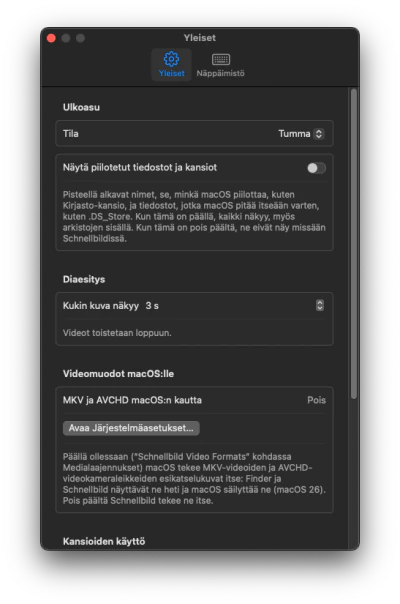 Yleiset
Yleiset
Näppäimistö
Ulkoasu
Tila
Tumma
Näytä piilotetut tiedostot ja kansiot
Pisteellä alkavat nimet, se, minkä macOS piilottaa, kuten
Kirjasto-kansio, ja tiedostot, jotka macOS pitää itseään varten,
kuten .DS_Store. Kun tämä on päällä, kaikki näkyy, myös
arkistojen sisällä. Kun tämä on pois päältä, ne eivät näy missään
Schnellbildissä.
Diaesitys
Kukin kuva näkyy 3 s
Videot toistetaan loppuun.
Videomuodot macOS:lle
MKV ja AVCHD macOS:n kautta
Pois
Avaa Järjestelmäasetukset...
Päällä ollessaan ("Schnellbild Video Formats" kohdassa
Medialaajennukset) macOS tekee MKV-videoiden ja AVCHD-
videokameraleikkeiden esikatselukuvat itse: Finder ja
Schnellbild näyttävät ne heti ja macOS säilyttää ne (macOS 26).
Pois päältä Schnellbild tekee ne itse.
Kansioiden käyttö